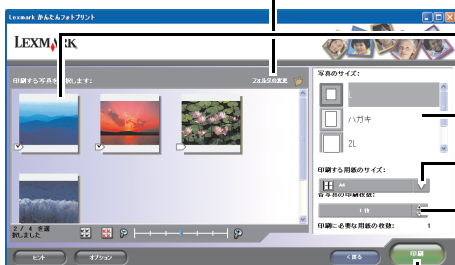 Lexmark かんたんフォトプリント
LEXMARK
印刷する写真を選択します:
フォルダの変更
写真のサイズ:
L
ハガキ
2L
印刷する用紙のサイズ:
A4
各写真の印刷枚数:
1 枚
印刷に必要な用紙の枚数: 1
2 / 4 を選
択しました
ヒント
オプション
< 戻る
印刷